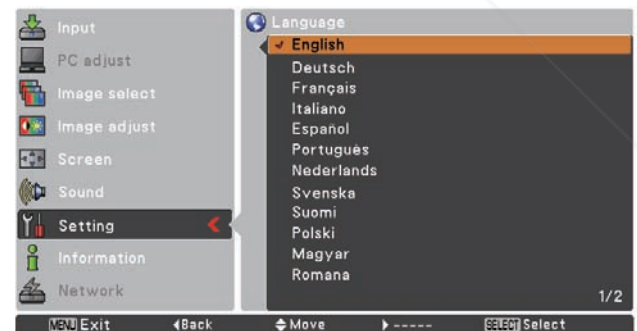 Input
PC adjust
Image select
Image adjust
Screen
Sound
Setting
Information
Network
Language
English
Deutsch
Français
Italiano
Español
Português
Nederlands
Svenska
Suomi
Polski
Magyar
Romana
1/2
MENU Exit
Back
Move
-----
SELECT Select